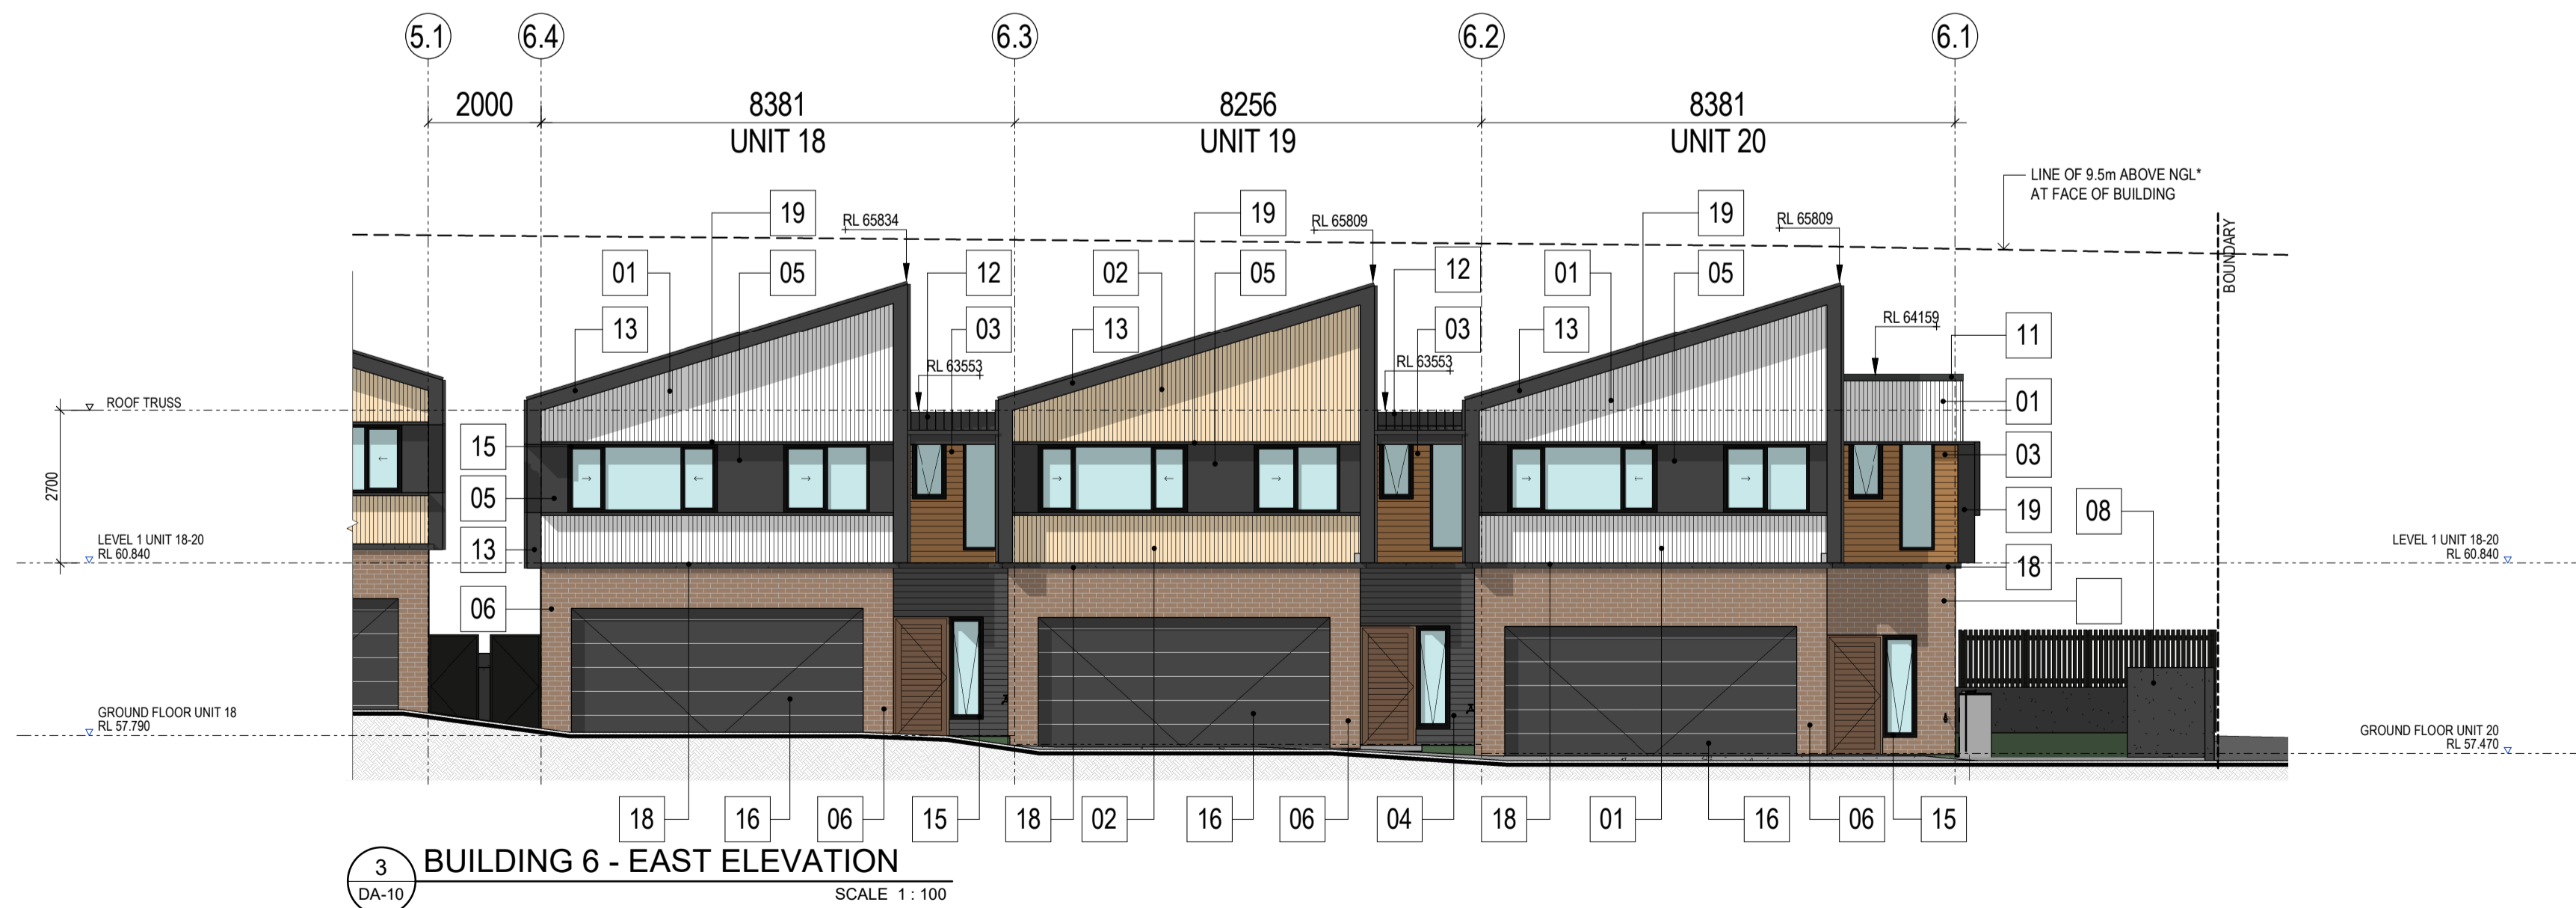 5.1
6.4
6.3
6.2
6.1
2000
8381
8256
8381
UNIT 18
UNIT 19
UNIT 20
LINE OF 9.5m ABOVE NGL*
AT FACE OF BUILDING
BOUNDARY
19
RL 65834
19
RL 65809
19
RL 65809
01
05
12
02
05
12
01
05
13
03
13
03
13
RL 64159
11
RL 63553
RL 63553
ROOF TRUSS
01
15
03
2700
05
19
08
LEVEL 1 UNIT 18-20
RL 60.840
13
LEVEL 1 UNIT 18-20
RL 60.840
18
06
GROUND FLOOR UNIT 18
RL 57.790
GROUND FLOOR UNIT 20
RL 57.470
18
16
06
15
18
02
16
06
04
18
01
16
06
15
3
DA-10
BUILDING 6 - EAST ELEVATION
SCALE 1 : 100